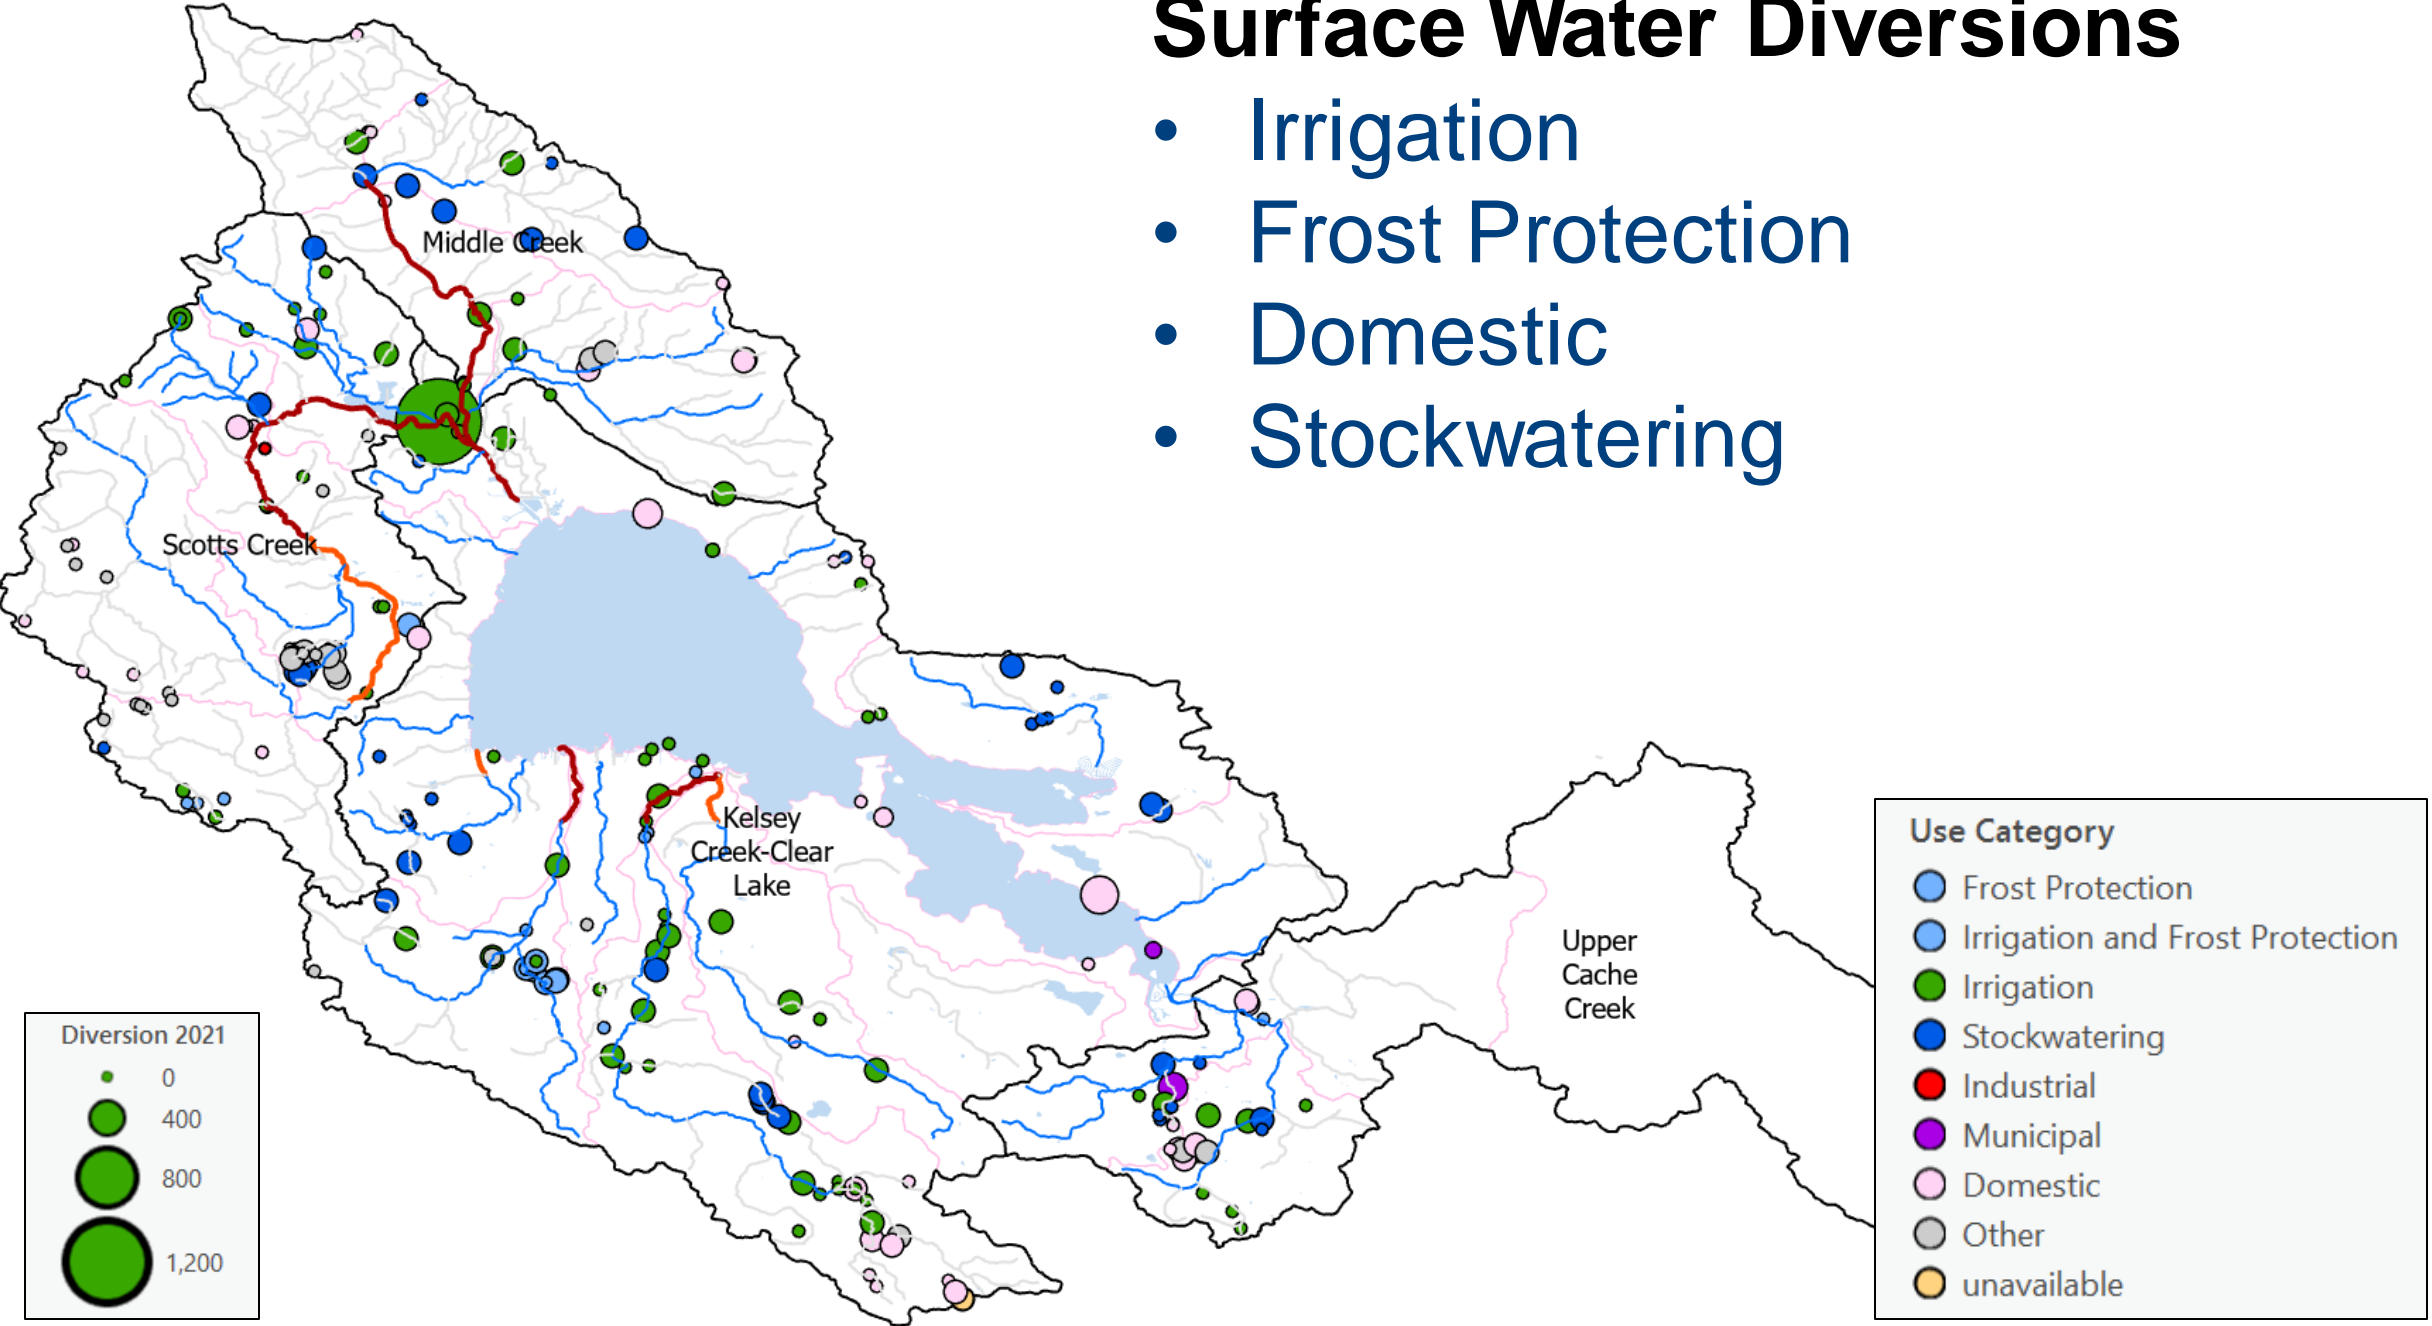 Surface Water Diversions
• Irrigation
• Frost Protection
• Domestic
• Stockwatering
Middle Creek
Scotts Creek
Kelsey
Creek-Clear
Lake
Upper
Cache
Creek
Diversion 2021
0
400
800
1,200
Use Category
Frost Protection
Irrigation and Frost Protection
Irrigation
Stockwatering
Industrial
Municipal
Domestic
Other
unavailable